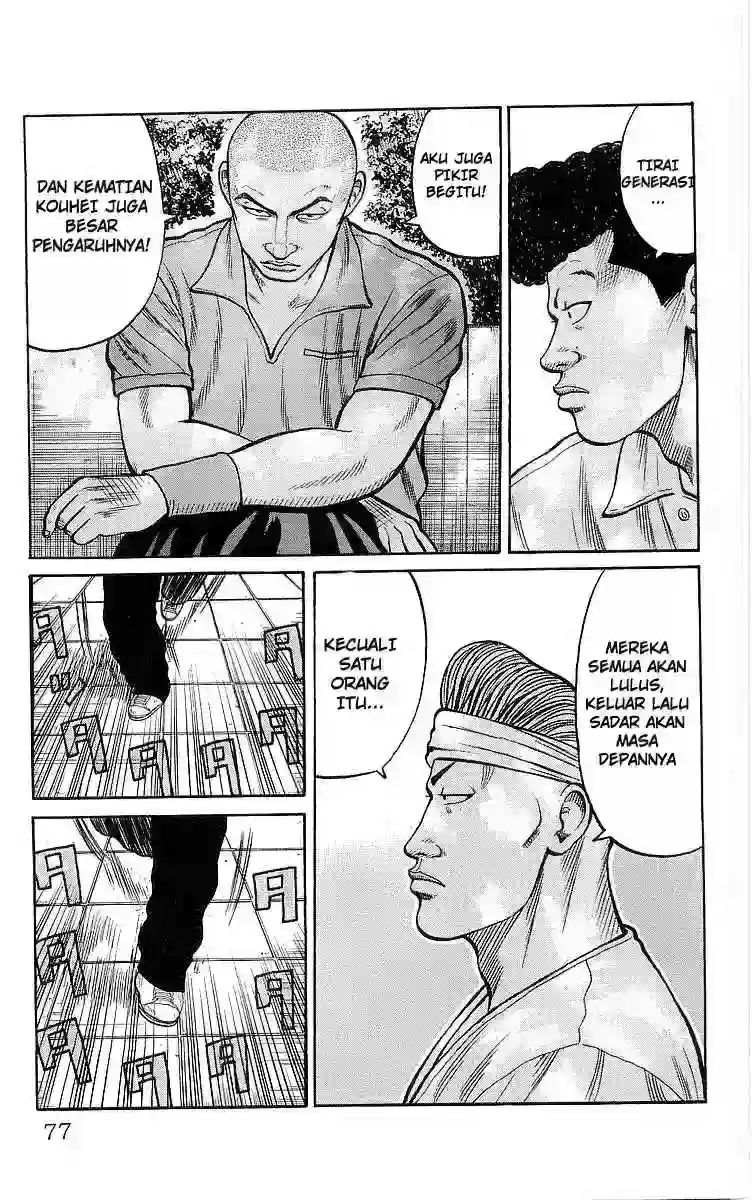 TIRAI
GENERASI
...
AKU JUGA
PIKIR
BEGITU!
DAN KEMATIAN
KOUHEI JUGA
BESAR
PENGARUHNYA!
MEREKA
SEMUA AKAN
LULUS,
KELUAR LALU
SADAR AKAN
MASA
DEPANNYA
KECUALI
SATU
ORANG
ITU...
77